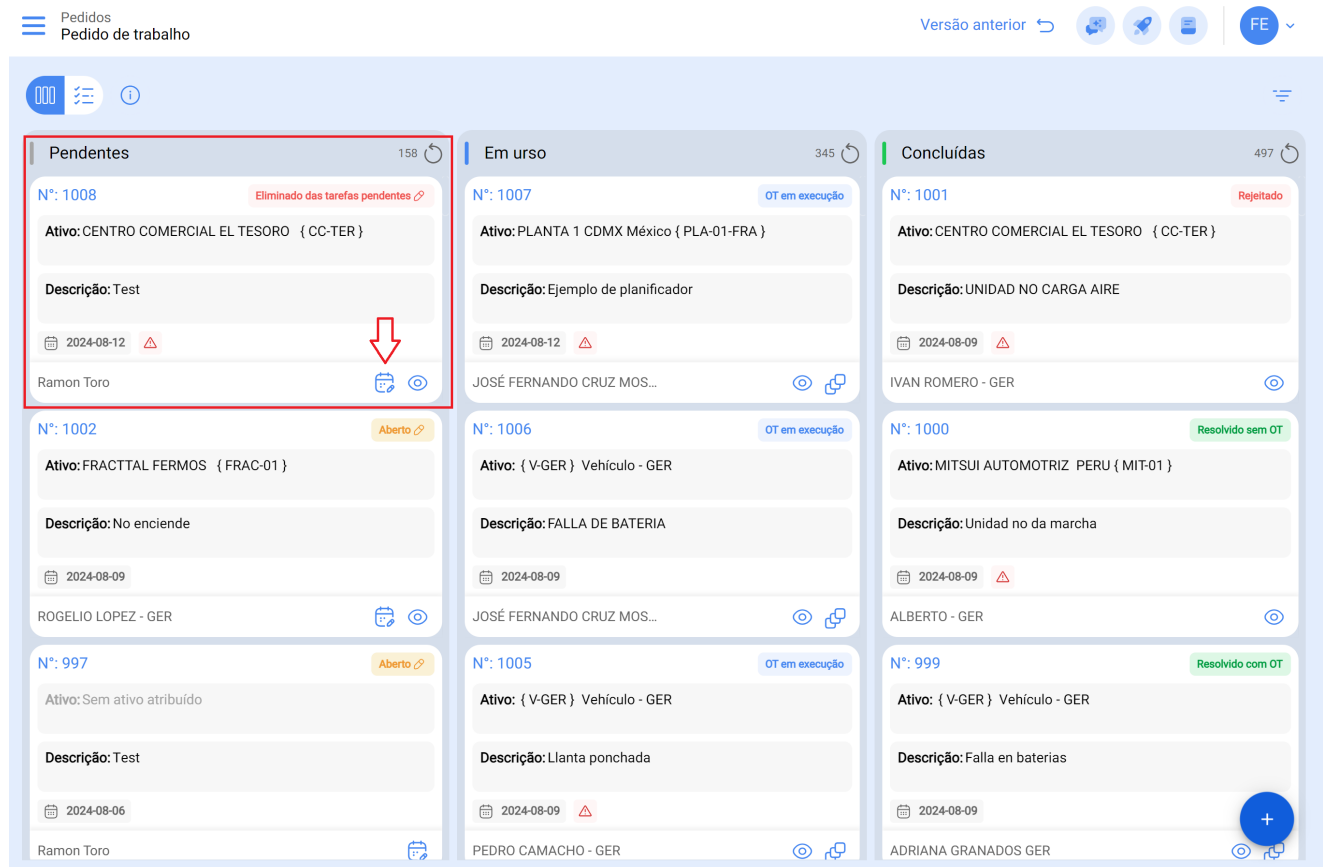 Pedidos
Pedido de trabalho
Versão anterior
FE
Pendentes
158
N°: 1008
Eliminado das tarefas pendentes
Ativo: CENTRO COMERCIAL EL TESORO { CC-TER }
Descrição: Test
2024-08-12
Ramon Toro
N°: 1002
Aberto
Ativo: FRACTTAL FERMOS { FRAC-01 }
Descrição: No enciende
2024-08-09
ROGELIO LOPEZ - GER
N°: 997
Aberto
Ativo: Sem ativo atribuído
Descrição: Test
2024-08-06
Ramon Toro
Em urso
345
N°: 1007
OT em execução
Ativo: PLANTA 1 CDMX México { PLA-01-FRA }
Descrição: Ejemplo de planificador
2024-08-12
JOSÉ FERNANDO CRUZ MOS...
N°: 1006
OT em execução
Ativo: { V-GER } Vehículo - GER
Descrição: FALLA DE BATERIA
2024-08-09
JOSÉ FERNANDO CRUZ MOS...
N°: 1005
OT em execução
Ativo: { V-GER } Vehículo - GER
Descrição: Llanta ponchada
2024-08-09
PEDRO CAMACHO - GER
Concluídas
497
N°: 1001
Rejeitado
Ativo: CENTRO COMERCIAL EL TESORO { CC-TER }
Descrição: UNIDAD NO CARGA AIRE
2024-08-09
IVAN ROMERO - GER
N°: 1000
Resolvido sem OT
Ativo: MITSUI AUTOMOTRIZ PERU { MIT-01 }
Descrição: Unidad no da marcha
2024-08-09
ALBERTO - GER
N°: 999
Resolvido com OT
Ativo: { V-GER } Vehículo - GER
Descrição: Falla en baterias
2024-08-09
ADRIANA GRANADOS GER